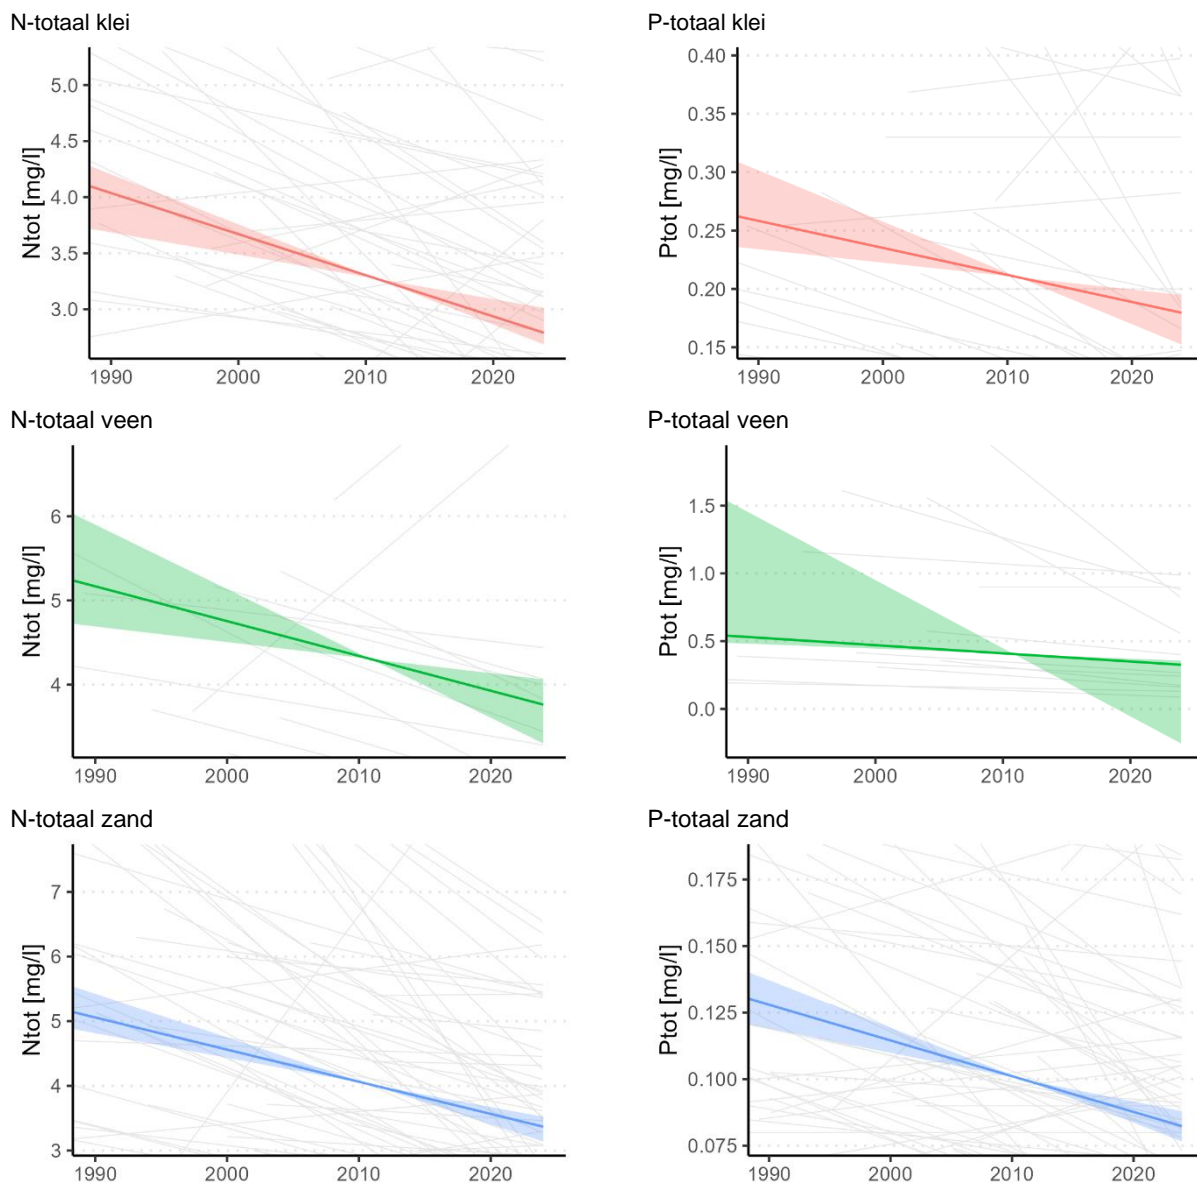 N-totaal klei
Ntot [mg/l]
5.0
4.5
4.0
3.5
3.0
1990 2000 2010 2020
P-totaal klei
Ptot [mg/l]
0.40
0.35
0.30
0.25
0.20
0.15
1990 2000 2010 2020
N-totaal veen
Ntot [mg/l]
6
5
4
1990 2000 2010 2020
P-totaal veen
Ptot [mg/l]
1.5
1.0
0.5
0.0
1990 2000 2010 2020
N-totaal zand
Ntot [mg/l]
7
6
5
4
3
1990 2000 2010 2020
P-totaal zand
Ptot [mg/l]
0.175
0.150
0.125
0.100
0.075
1990 2000 2010 2020